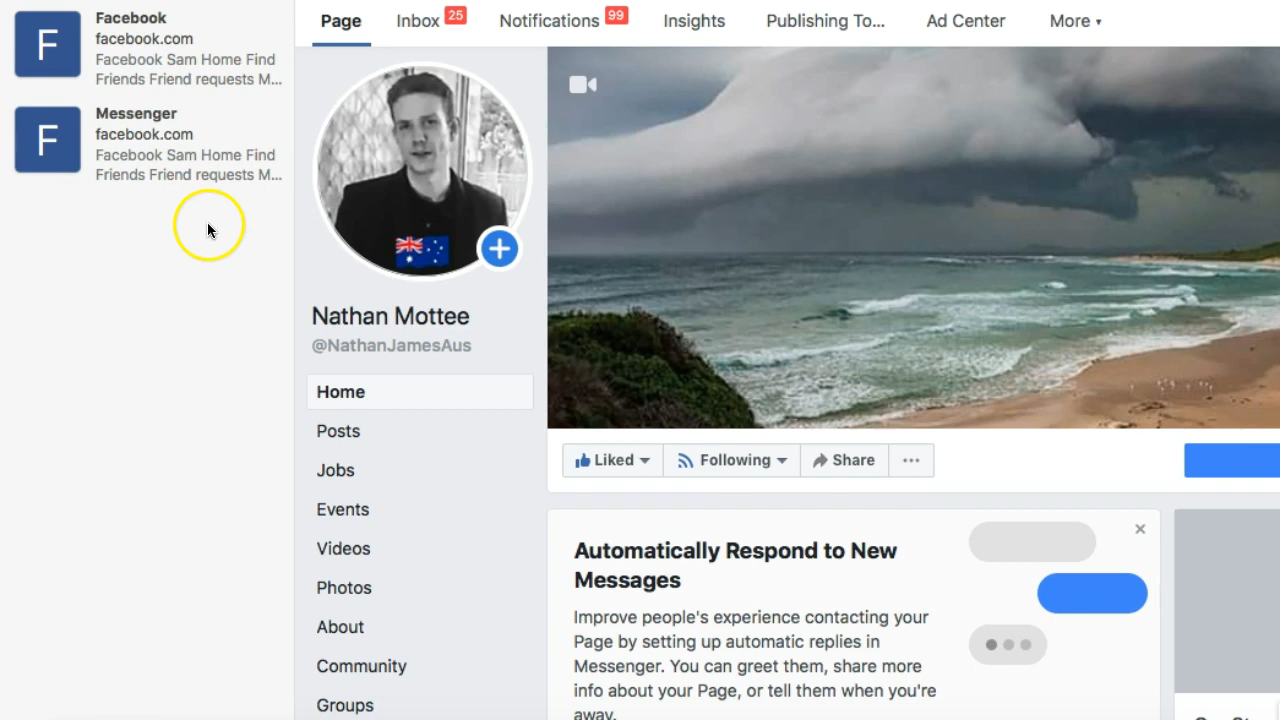 Facebook
facebook.com
Facebook Sam Home Find
Friends Friend requests M...
F
Messenger
facebook.com
Facebook Sam Home Find
Friends Friend requests M...
F
Page
Inbox 25
Notifications 99
Insights
Publishing To...
Ad Center
More
Nathan Mottee
@NathanJamesAus
Home
Posts
Jobs
Events
Videos
Photos
About
Community
Groups
Liked
Following
Share
Automatically Respond to New
Messages
Improve people's experience contacting your
Page by setting up automatic replies in
Messenger. You can greet them, share more
info about your Page, or tell them when you're
away.